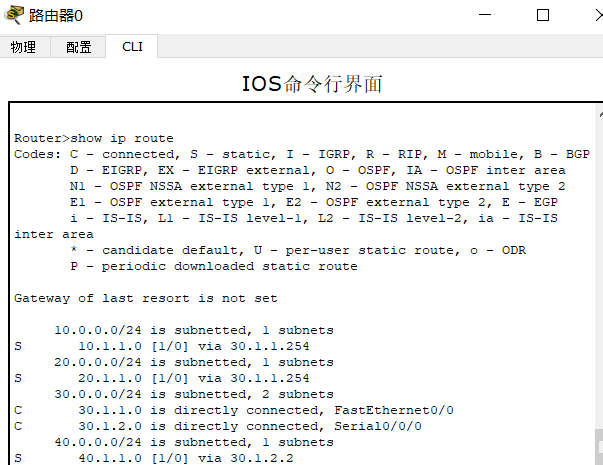 路由器0
物理 配置 CLI
IOS命令行界面
Router>show ip route
Codes: C - connected, S - static, I - IGRP, R - RIP, M - mobile, B - BGP
       D - EIGRP, EX - EIGRP external, O - OSPF, IA - OSPF inter area
       N1 - OSPF NSSA external type 1, N2 - OSPF NSSA external type 2
       E1 - OSPF external type 1, E2 - OSPF external type 2, E - EGP
       i - IS-IS, L1 - IS-IS level-1, L2 - IS-IS level-2, ia - IS-IS
inter area
       * - candidate default, U - per-user static route, o - ODR
       P - periodic downloaded static route
Gateway of last resort is not set
     10.0.0.0/24 is subnetted, 1 subnets
S       10.1.1.0 [1/0] via 30.1.1.254
     20.0.0.0/24 is subnetted, 1 subnets
S       20.1.1.0 [1/0] via 30.1.1.254
     30.0.0.0/24 is subnetted, 2 subnets
C       30.1.1.0 is directly connected, FastEthernet0/0
C       30.1.2.0 is directly connected, Serial0/0/0
     40.0.0.0/24 is subnetted, 1 subnets
S       40.1.1.0 [1/0] via 30.1.2.2